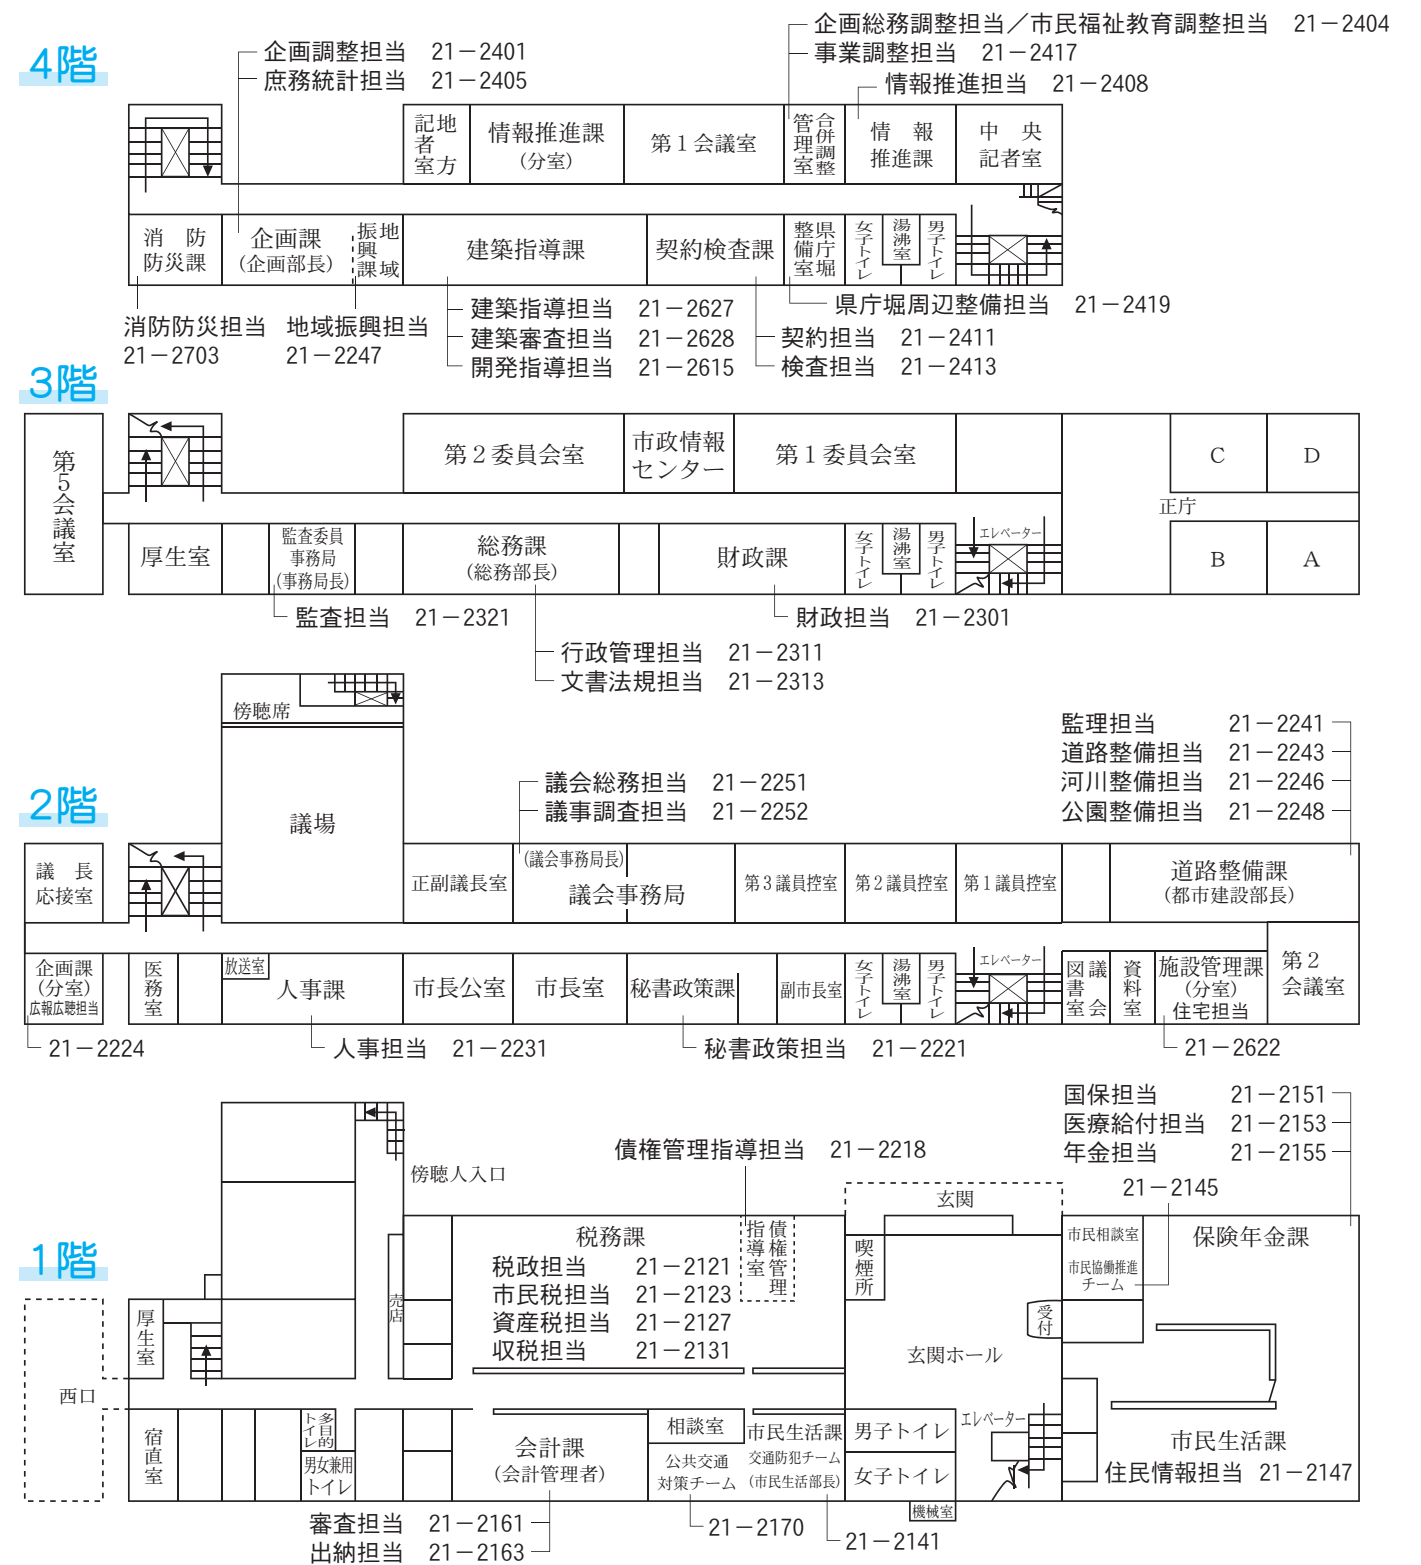 4階
企画調整担当 21－2401
庶務統計担当 21－2405
企画総務調整担当／市民福祉教育調整担当 21－2404
事業調整担当 21－2417
情報推進担当 21－2408
地方
記者室
情報推進課
（分室）
第１会議室
合併調整
管理室
情 報
推進課
中 央
記者室
消 防
防災課
企画課
（企画部長）
地域
振興課
建築指導課
契約検査課
県庁堀
整備室
女子トイレ
湯沸室
男子トイレ
消防防災担当
21－2703
地域振興担当
21－2247
建築指導担当 21－2627
建築審査担当 21－2628
開発指導担当 21－2615
県庁堀周辺整備担当 21－2419
契約担当 21－2411
検査担当 21－2413
3階
第５会議室
第２委員会室
市政情報
センター
第１委員会室
C
D
正庁
B
A
厚生室
監査委員
事務局
（事務局長）
総務課
（総務部長）
財政課
女子トイレ
湯沸室
男子トイレ
エレベーター
監査担当 21－2321
行政管理担当 21－2311
文書法規担当 21－2313
財政担当 21－2301
2階
傍聴席
議場
議会総務担当 21－2251
議事調査担当 21－2252
監理担当 21－2241
道路整備担当 21－2243
河川整備担当 21－2246
公園整備担当 21－2248
議 長
応接室
正副議長室
（議会事務局長）
議会事務局
第３議員控室
第２議員控室
第１議員控室
道路整備課
（都市建設部長）
企画課
（分室）
広報広聴担当
医務室
放送室
人事課
市長公室
市長室
秘書政策課
副市長室
女子トイレ
湯沸室
男子トイレ
エレベーター
議会
図書室
資料室
施設管理課
（分室）
住宅担当
第２
会議室
21－2224
人事担当 21－2231
秘書政策担当 21－2221
21－2622
1階
傍聴人入口
債権管理指導担当 21－2218
国保担当 21－2151
医療給付担当 21－2153
年金担当 21－2155
21－2145
玄関
税務課
税政担当 21－2121
市民税担当 21－2123
資産税担当 21－2127
収税担当 21－2131
債権管理
指導室
喫煙所
市民相談室
市民協働推進
チーム
保険年金課
売店
受付
玄関ホール
厚生室
西口
宿直室
多目的
トイレ
男女兼用
トイレ
会計課
（会計管理者）
相談室
公共交通
対策チーム
市民生活課
交通防犯チーム
（市民生活部長）
男子トイレ
女子トイレ
機械室
エレベーター
市民生活課
住民情報担当 21－2147
審査担当 21－2161
出納担当 21－2163
21－2170
21－2141